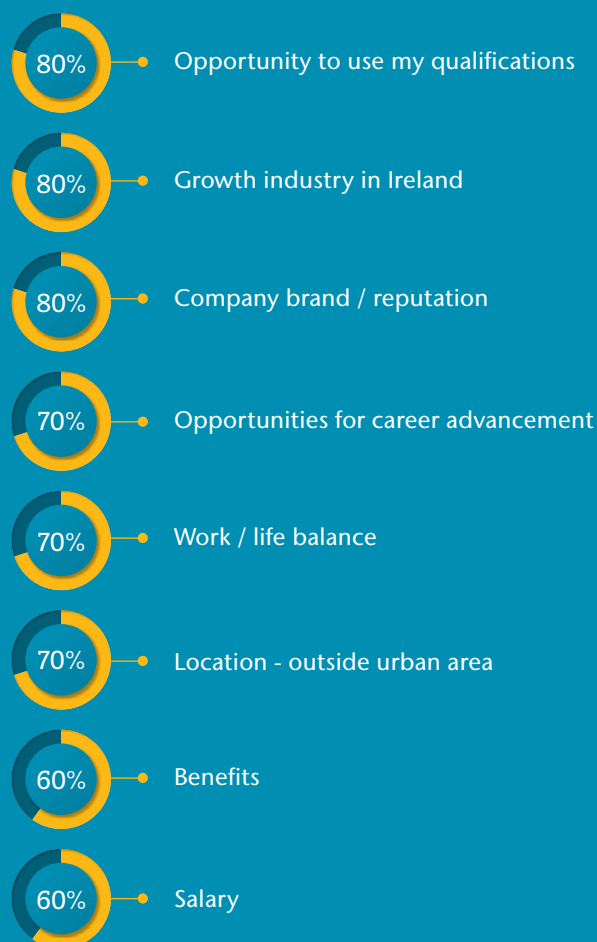 80% Opportunity to use my qualifications
80% Growth industry in Ireland
80% Company brand / reputation
70% Opportunities for career advancement
70% Work / life balance
70% Location - outside urban area
60% Benefits
60% Salary